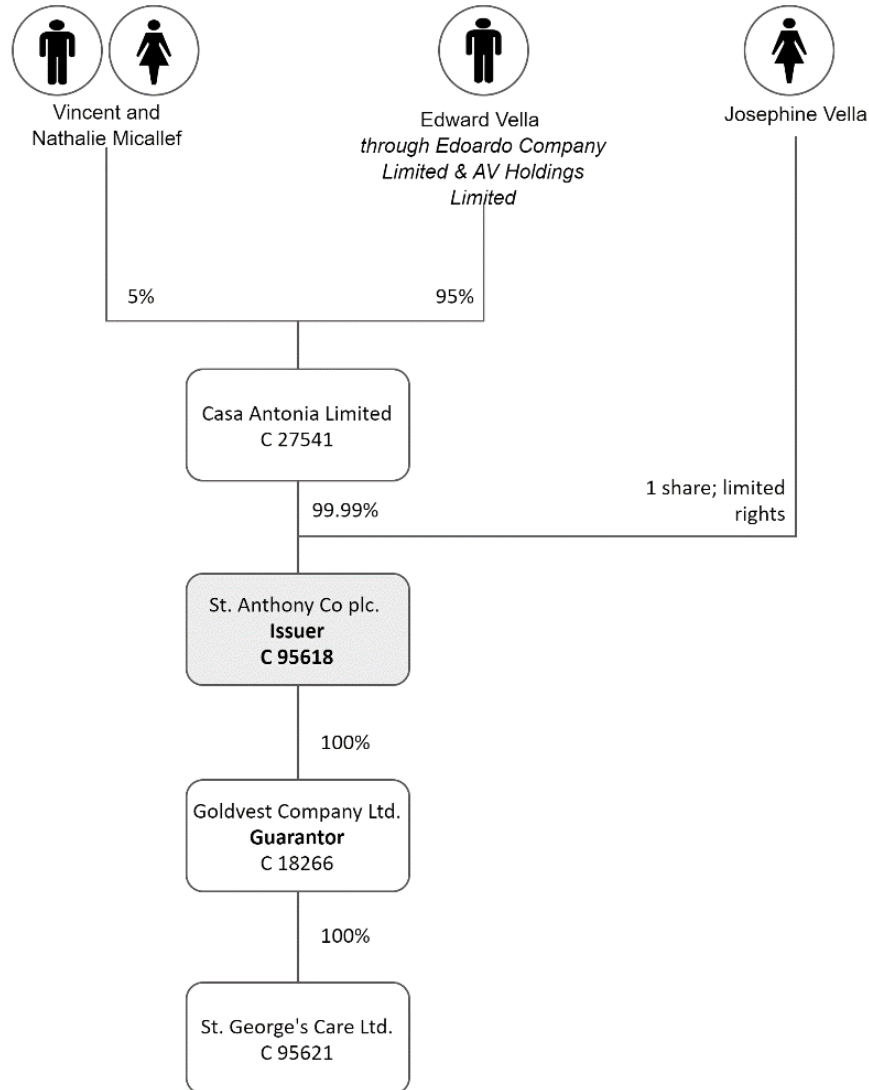 Vincent and
Nathalie Micallef
Edward Vella
through Edoardo Company
Limited & AV Holdings
Limited
Josephine Vella
5%
95%
Casa Antonia Limited
C 27541
99.99%
1 share; limited
rights
St. Anthony Co plc.
Issuer
C 95618
100%
Goldvest Company Ltd.
Guarantor
C 18266
100%
St. George's Care Ltd.
C 95621